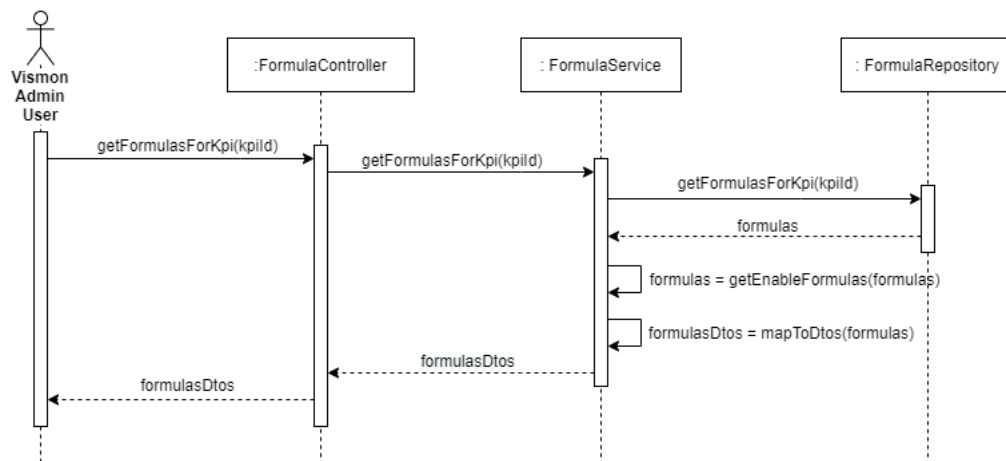 Vismon
Admin
User
:FormulaController
: FormulaService
: FormulaRepository
getFormulasForKpi(kpiId)
getFormulasForKpi(kpiId)
getFormulasForKpi(kpiId)
formulas
formulas = getEnableFormulas(formulas)
formulasDtos = mapToDtos(formulas)
formulasDtos
formulasDtos